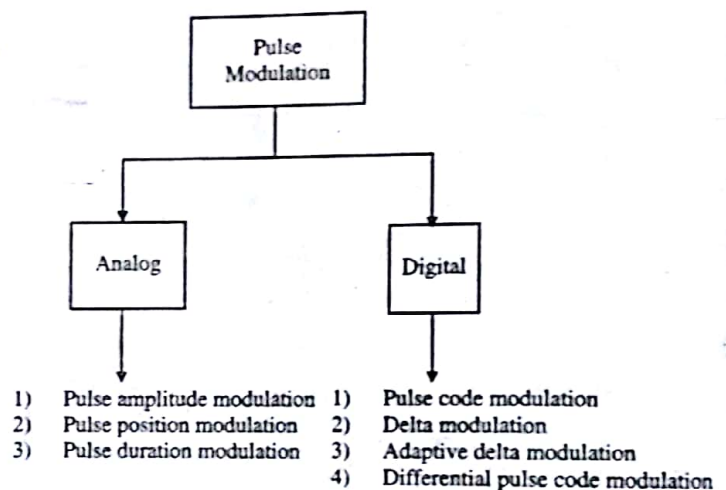 Pulse
Modulation
Analog
Digital
1) Pulse amplitude modulation
2) Pulse position modulation
3) Pulse duration modulation
1) Pulse code modulation
2) Delta modulation
3) Adaptive delta modulation
4) Differential pulse code modulation